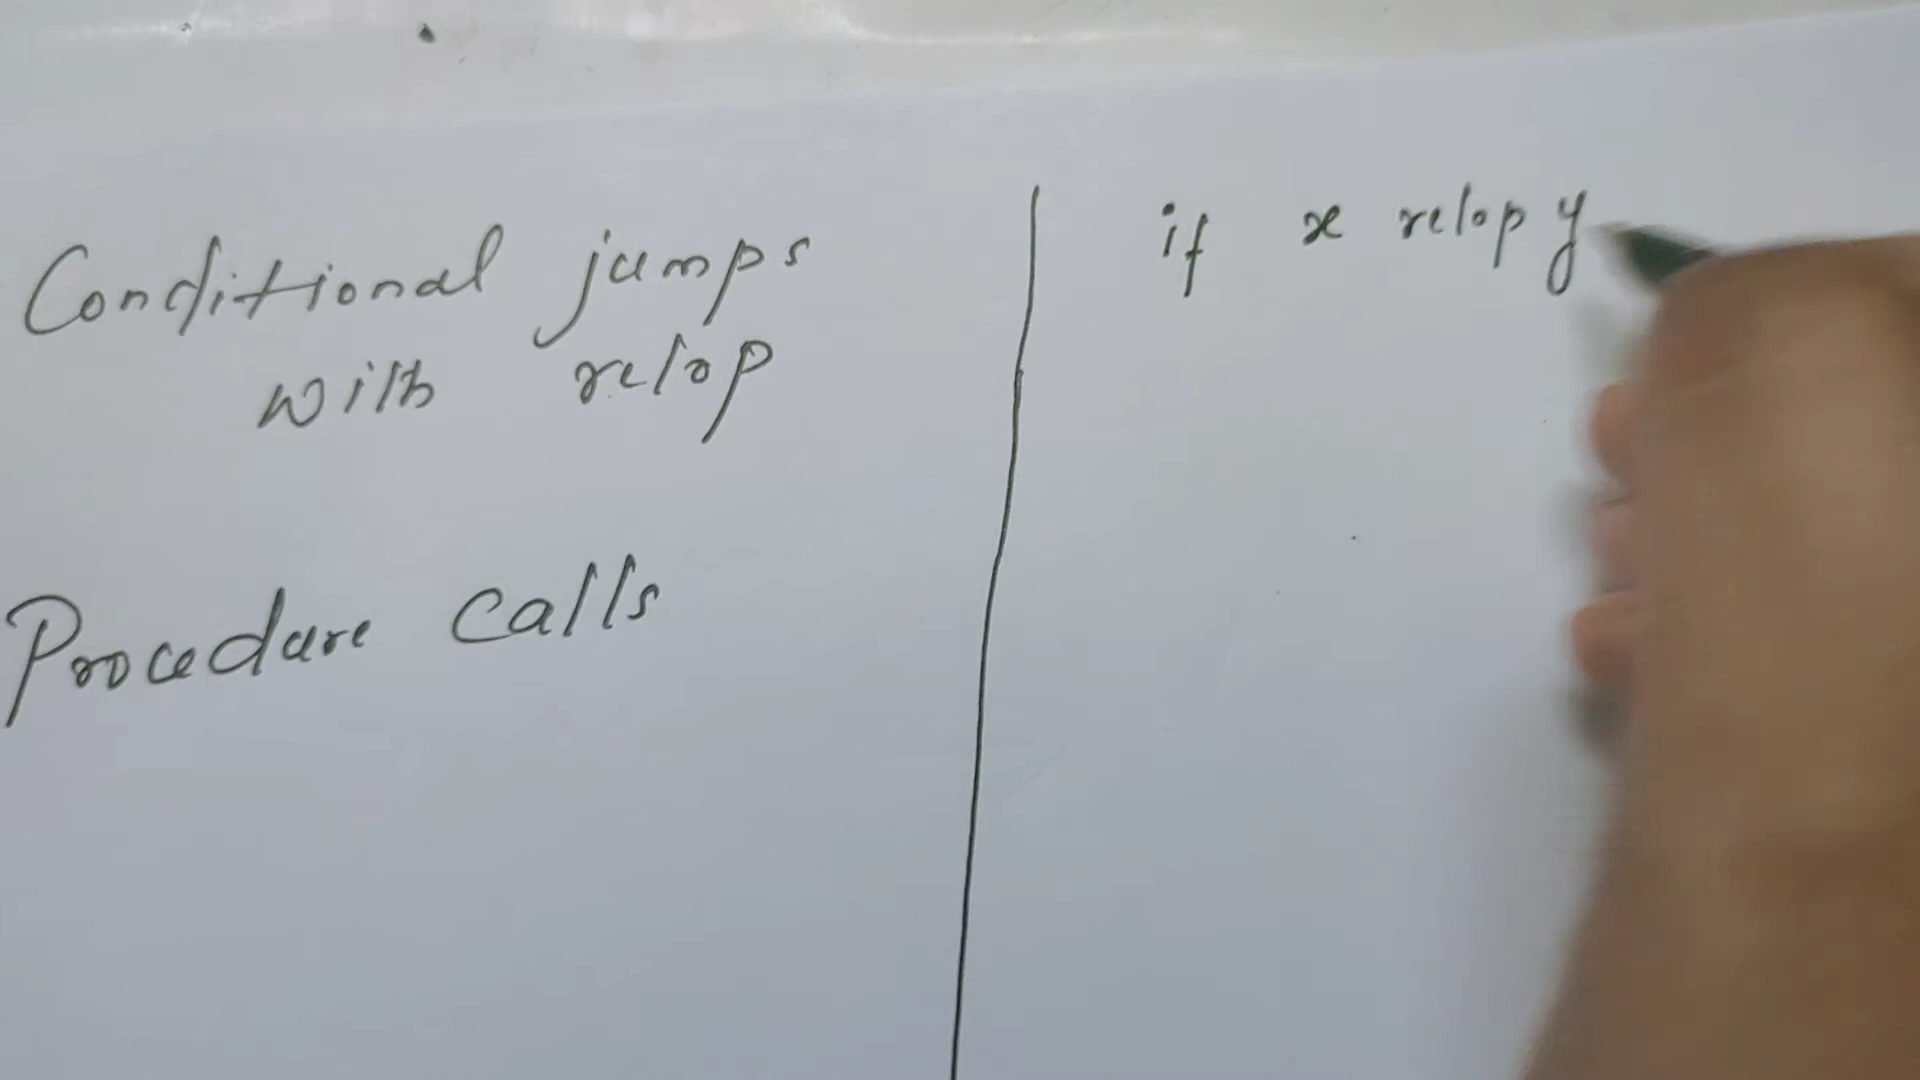 Conditional jumps
with relop
Procedure calls
if x relop y